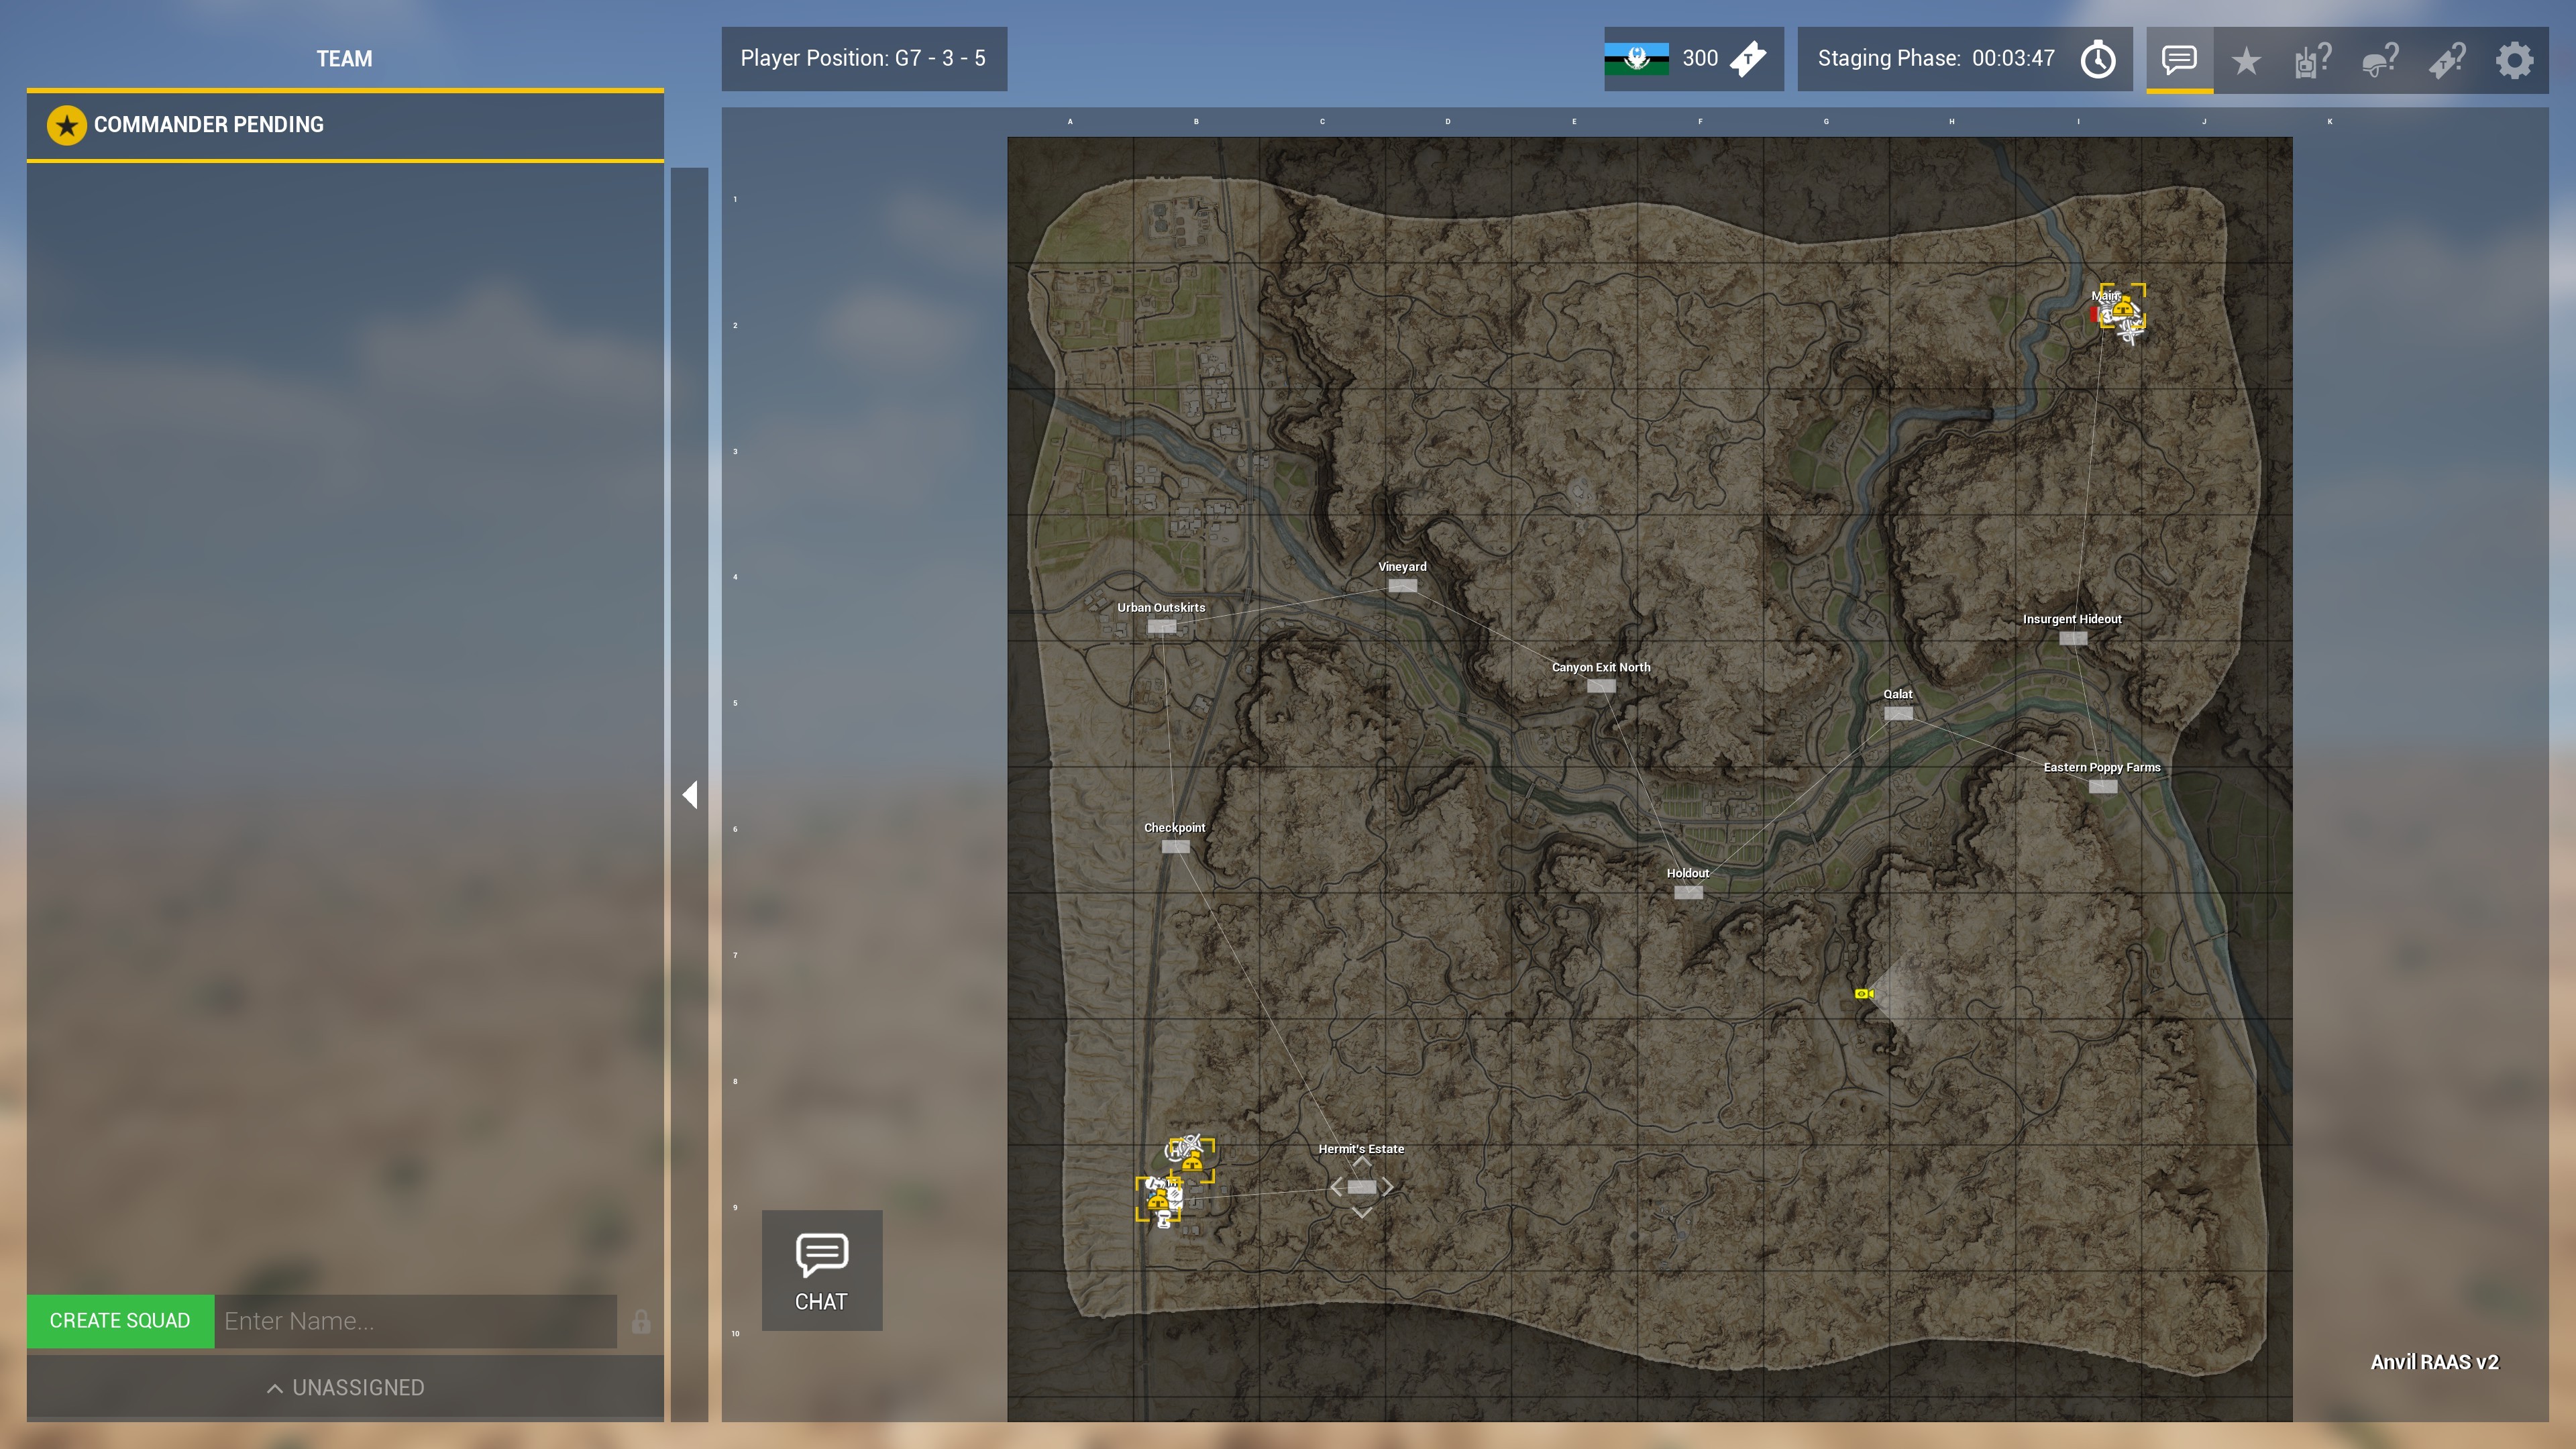 TEAM
Player Position: G7 - 3 - 5
300
T
Staging Phase: 00:03:47
COMMANDER PENDING
A B C D E F G H I J K
1
2
3
4
5
6
7
8
9
10
Main
Vineyard
Urban Outskirts
Insurgent Hideout
Canyon Exit North
Qalat
Eastern Poppy Farms
Checkpoint
Holdout
Hermit's Estate
CHAT
CREATE SQUAD
Enter Name...
UNASSIGNED
Anvil RAAS v2